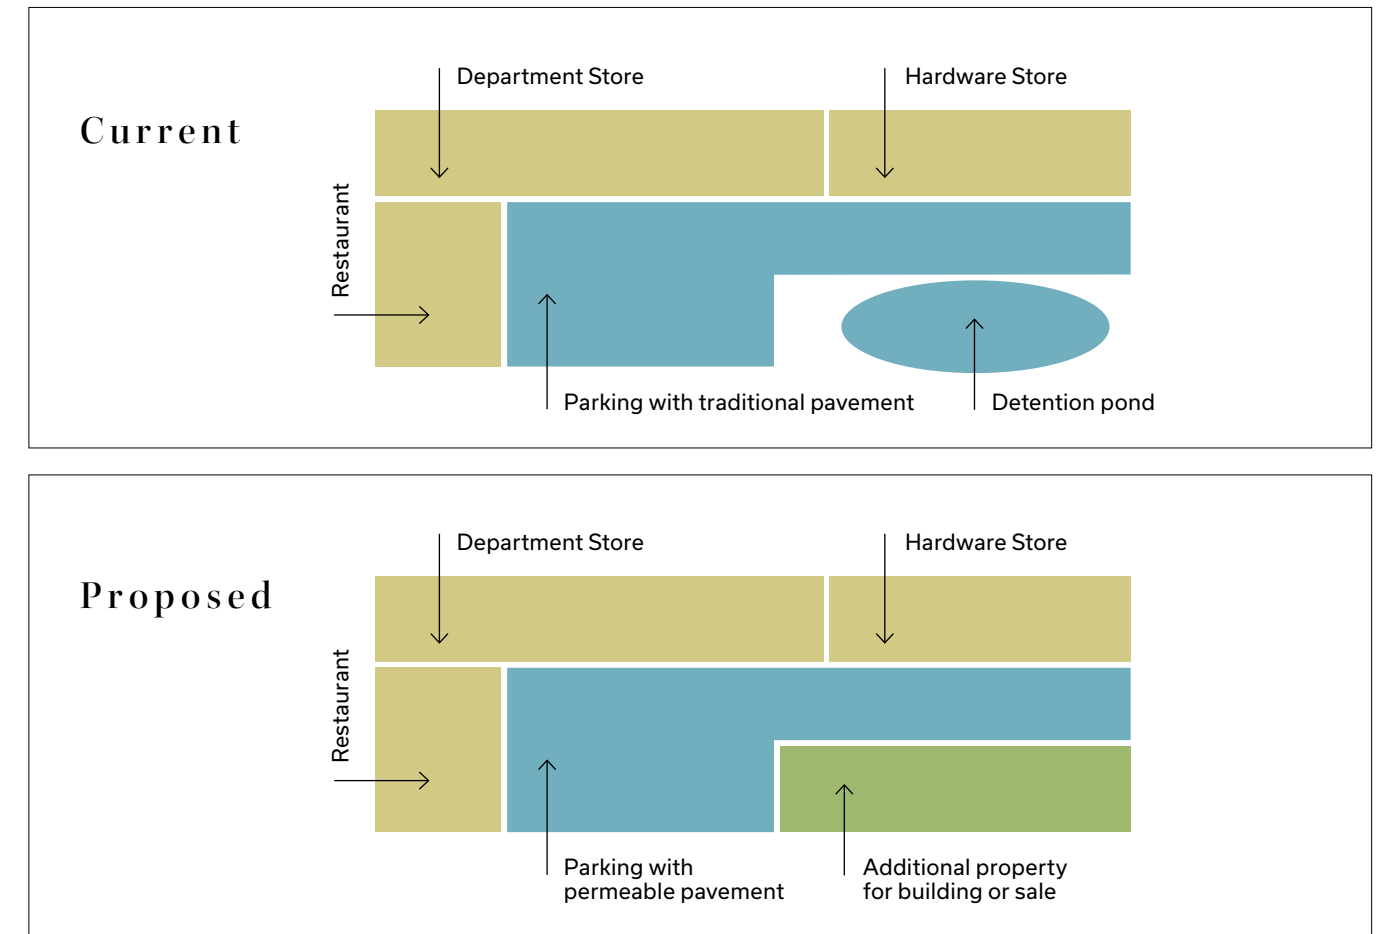 Current
Department Store
Hardware Store
Restaurant
Parking with traditional pavement
Detention pond
Proposed
Department Store
Hardware Store
Restaurant
Parking with
permeable pavement
Additional property
for building or sale